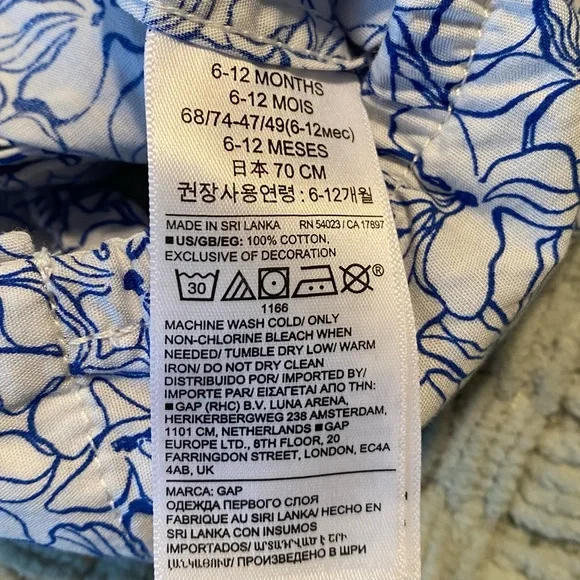 6-12 MONTHS
6-12 MOIS
68/74-47/49(6-12мес)
6-12 MESES
日本 70 CM
권장사용연령 : 6-12개월
MADE IN SRI LANKA RN 54023 / CA 17897
■ US/GB/EG: 100% COTTON,
EXCLUSIVE OF DECORATION
30 ®
1166
MACHINE WASH COLD/ ONLY
NON-CHLORINE BLEACH WHEN
NEEDED/ TUMBLE DRY LOW/ WARM
IRON/ DO NOT DRY CLEAN
DISTRIBUIDO POR/ IMPORTED BY/
IMPORTE PAR/ ΕΙΣΑΓΕΤΑΙ ΑΠΟ ΤΗΝ:
■ GAP (RHC) B.V. LUNA ARENA,
HERIKERBERGWEG 238 AMSTERDAM,
1101 CM, NETHERLANDS ■ GAP
EUROPE LTD., 8TH FLOOR, 20
FARRINGDON STREET, LONDON, EC4A
4AB, UK
MARCA: GAP
ОДЕЖДА ПЕРВОГО СЛОЯ
FABRIQUE AU SRI LANKA/ HECHO EN
SRI LANKA CON INSUMOS
IMPORTADOS/ ԱՐՏԱԴՐՎԱԾ Է ՇՐԻ
ԼԱՆԿԱՅՈՒՄ/ ПРОИЗВЕДЕНО В ШРИ